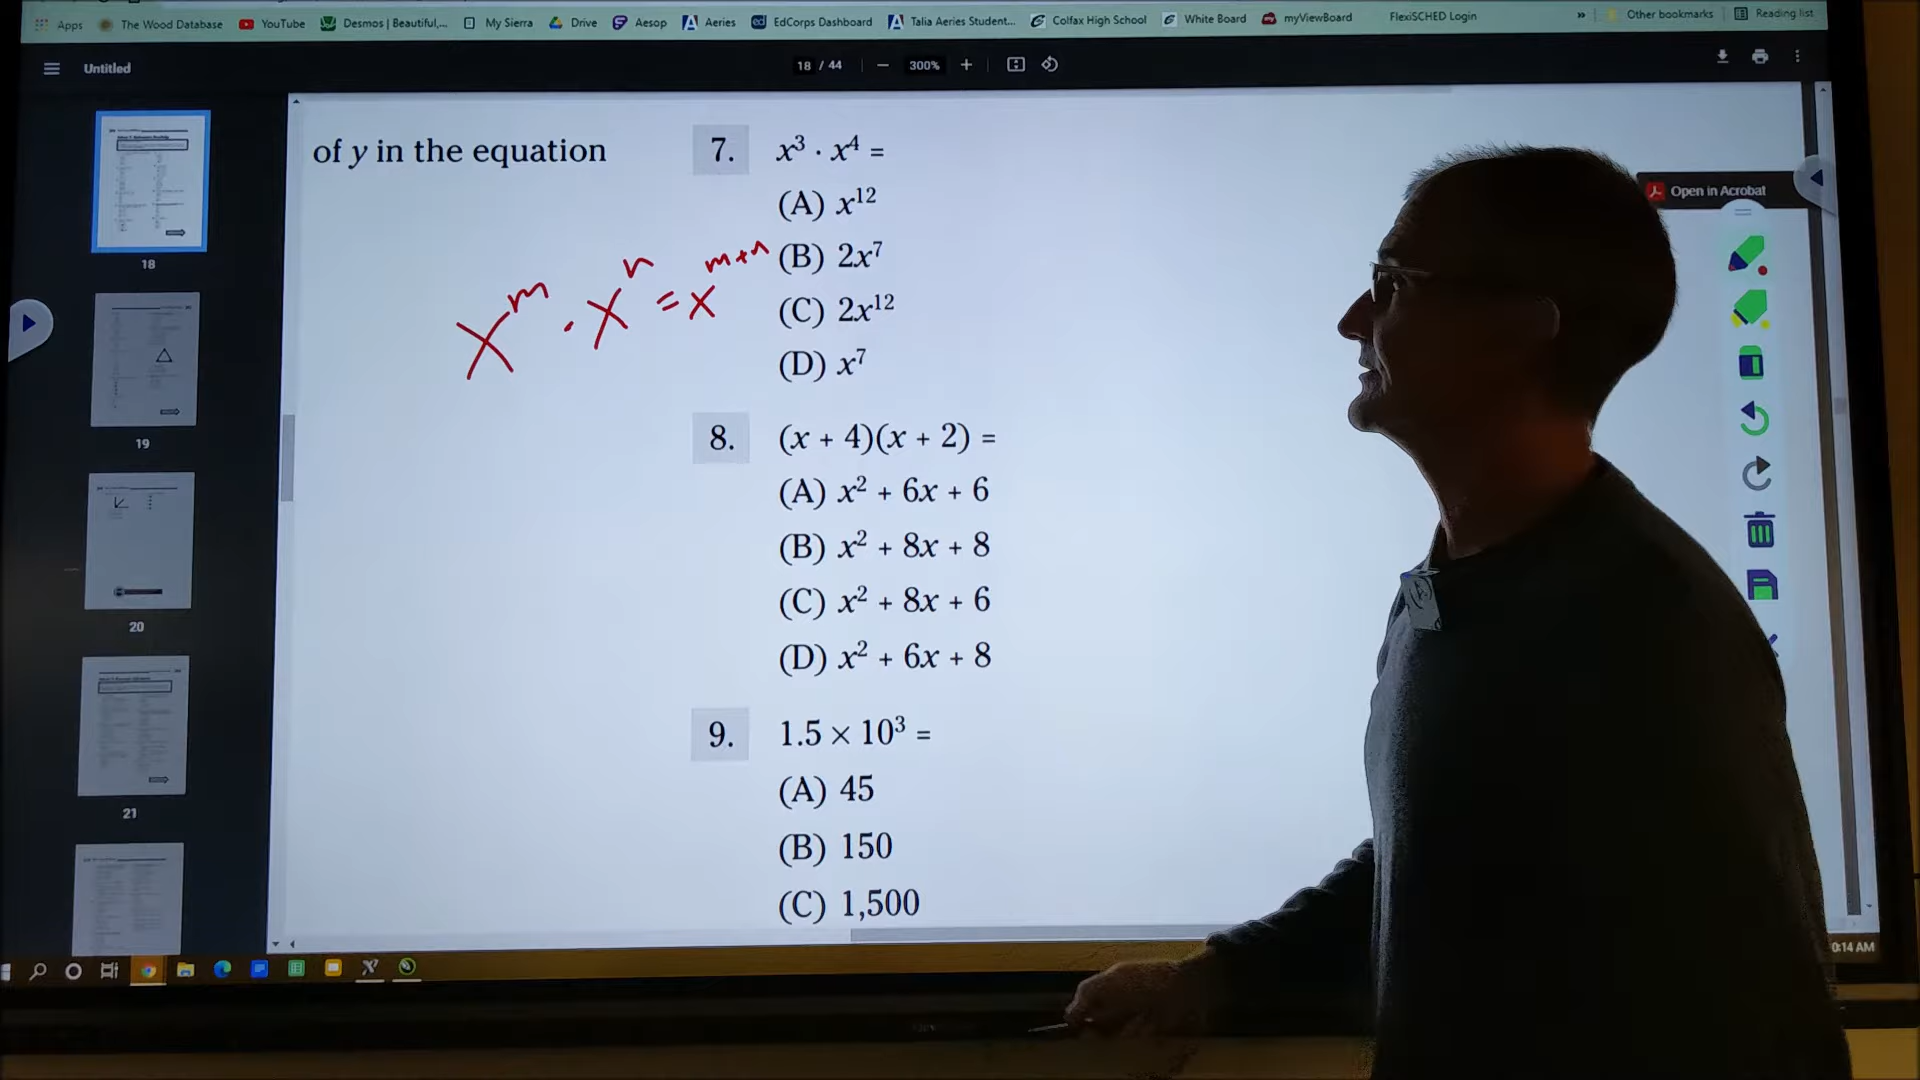 Apps The Wood Database YouTube Desmos | Beautiful,... My Sierra Drive Aesop Aeries EdCorps Dashboard Talia Aeries Student... Colfax High School White Board myViewBoard FlexiSCHED Login » Other bookmarks Reading list
Untitled 18 / 44 − 300% +
Open in Acrobat
18
19
20
21
of y in the equation
xᵐ · xⁿ = xᵐ⁺ⁿ
7. x³ · x⁴ =
(A) x¹²
(B) 2x⁷
(C) 2x¹²
(D) x⁷
8. (x + 4)(x + 2) =
(A) x² + 6x + 6
(B) x² + 8x + 8
(C) x² + 8x + 6
(D) x² + 6x + 8
9. 1.5 × 10³ =
(A) 45
(B) 150
(C) 1,500
0:14 AM